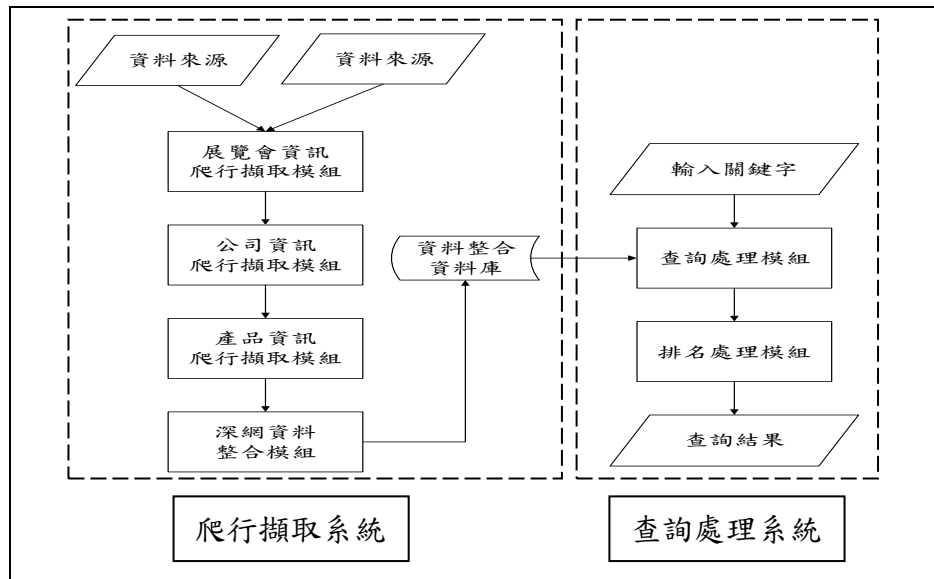 資料來源
資料來源
展覽會資訊
爬行擷取模組
公司資訊
爬行擷取模組
產品資訊
爬行擷取模組
深網資料
整合模組
資料整合
資料庫
輸入關鍵字
查詢處理模組
排名處理模組
查詢結果
爬行擷取系統
查詢處理系統